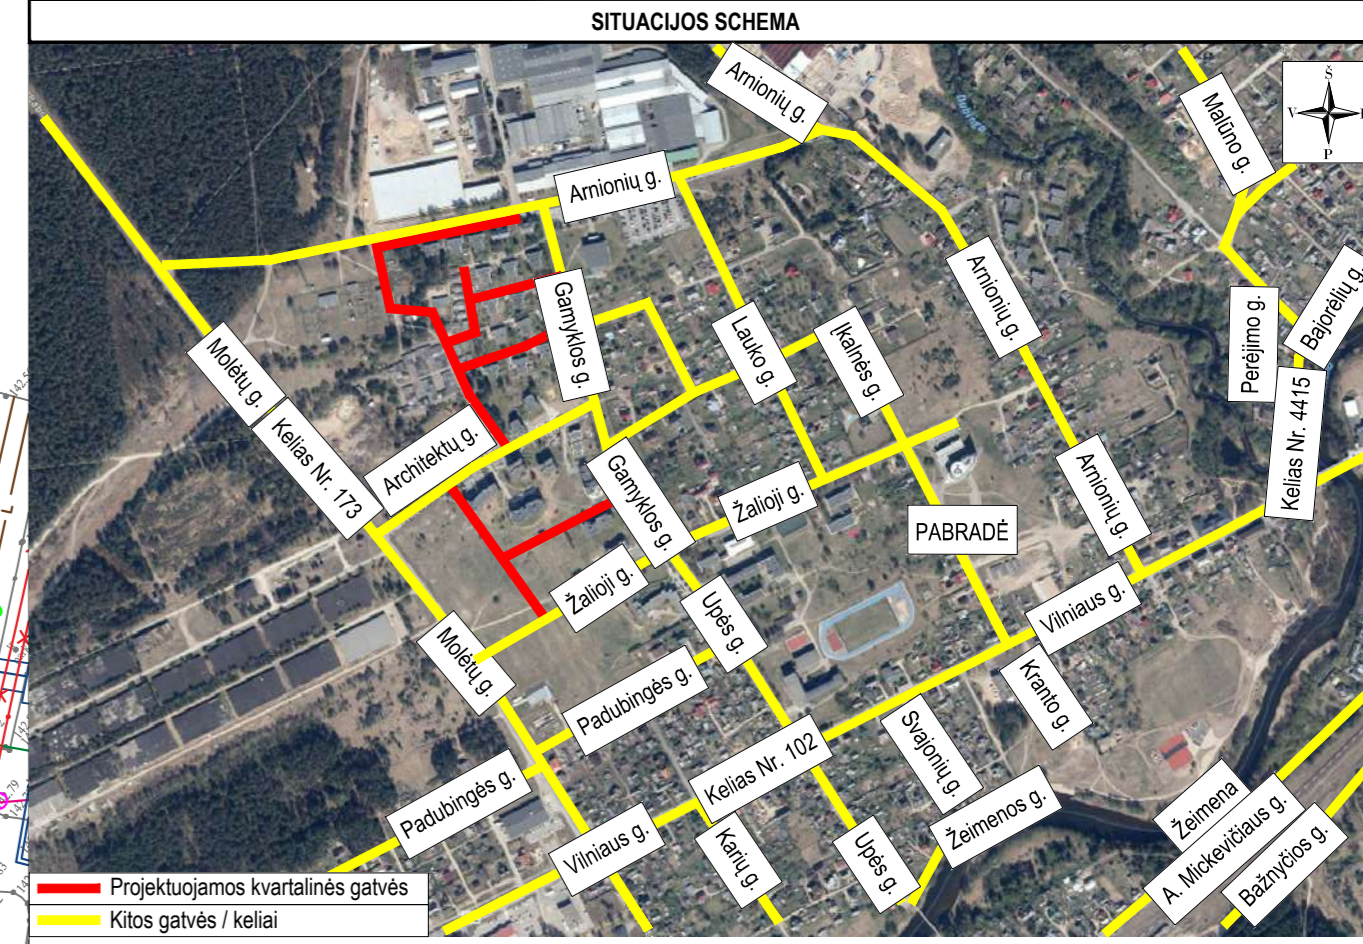 SITUACIJOS SCHEMA
Arnionių g.
Malūno g.
Š
V
P
Arnionių g.
Arnionių g.
Bajorėlių g.
Perėjimo g.
Gamyklos g.
Lauko g.
Įkalnės g.
Molėtų g.
Kelias Nr. 173
Architektų g.
Kelias Nr. 4415
Gamyklos g.
Žalioji g.
Arnionių g.
PABRADĖ
Žalioji g.
Upės g.
Vilniaus g.
Molėtų g.
Padubingės g.
Kranto g.
Svajonių g.
Kelias Nr. 102
Padubingės g.
Vilniaus g.
Karių g.
Upės g.
Žeimenos g.
Žeimena
A. Mickevičiaus g.
Bažnyčios g.
Projektuojamos kvartalinės gatvės
Kitos gatvės / keliai